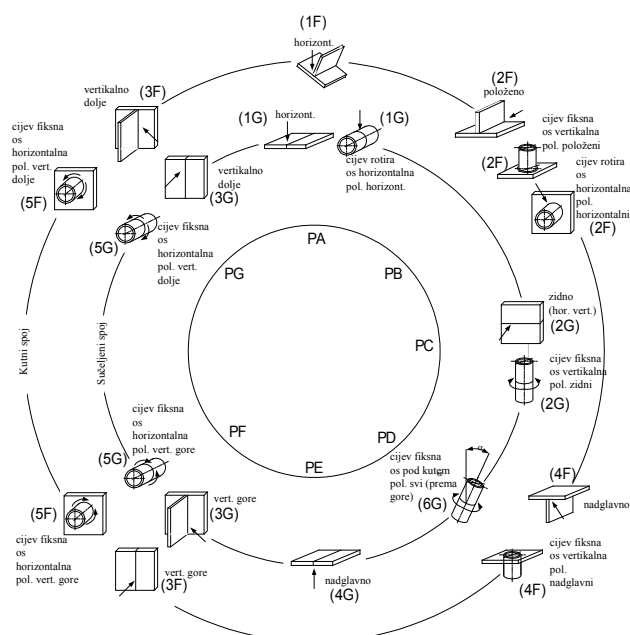 (1F)
horizont.
(3F)
vertikalno
dolje
(2F)
položeno
(1G)
horizont.
(1G)
cijev rotira
os horizontalna
pol. horizont.
cijev fiksna
os vertikalna
pol. položeni
(2F)
cijev rotira
os
horizontalna
pol.
horizontalni
(2F)
cijev fiksna
os
horizontalna
pol. vert.
dolje
(5F)
vertikalno
dolje
(3G)
(5G)
cijev fiksna
os
horizontalna
pol. vert.
dolje
PA
PB
PC
PD
PE
PF
PG
Kutni spoj
Sučeljeni spoj
zidno
(hor. vert.)
(2G)
cijev fiksna
os vertikalna
pol. zidni
(2G)
cijev fiksna
os
horizontalna
pol. vert. gore
(5G)
cijev fiksna
os pod kutem
pol. svi (prema
gore)
(6G)
α
(4F)
nadglavno
(5F)
cijev fiksna
os
horizontalna
pol. vert. gore
vert. gore
(3G)
vert. gore
(3F)
nadglavno
(4G)
cijev fiksna
os vertikalna
pol.
nadglavni
(4F)